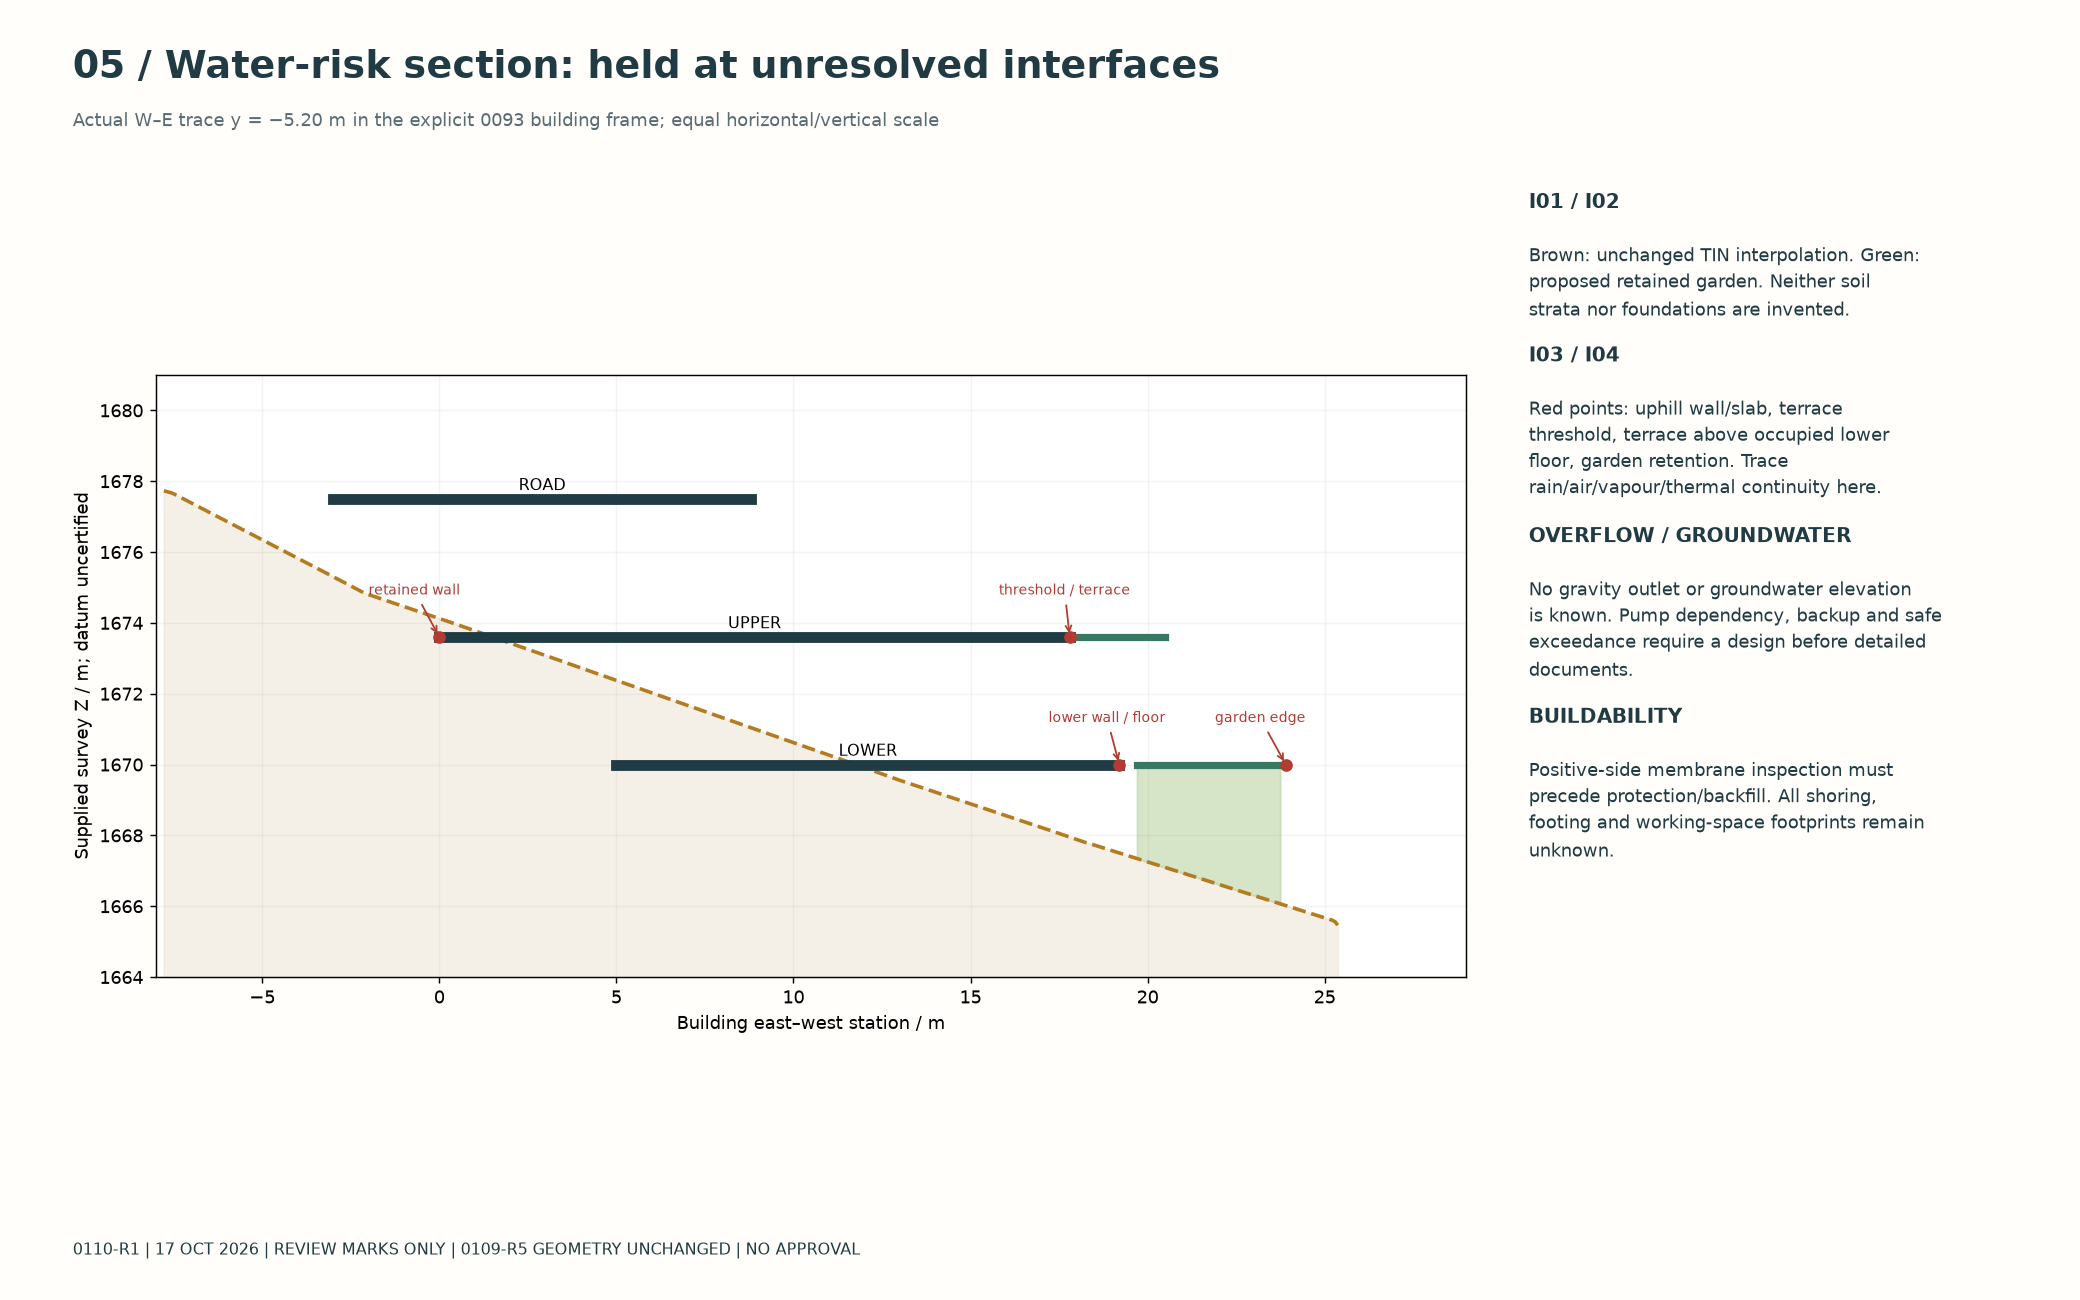 05 / Water-risk section: held at unresolved interfaces
Actual W–E trace y = −5.20 m in the explicit 0093 building frame; equal horizontal/vertical scale
I01 / I02
Brown: unchanged TIN interpolation. Green:
proposed retained garden. Neither soil
strata nor foundations are invented.
I03 / I04
Red points: uphill wall/slab, terrace
threshold, terrace above occupied lower
floor, garden retention. Trace
rain/air/vapour/thermal continuity here.
OVERFLOW / GROUNDWATER
No gravity outlet or groundwater elevation
is known. Pump dependency, backup and safe
exceedance require a design before detailed
documents.
BUILDABILITY
Positive-side membrane inspection must
precede protection/backfill. All shoring,
footing and working-space footprints remain
unknown.
Supplied survey Z / m; datum uncertified
1680
1678
1676
1674
1672
1670
1668
1666
1664
ROAD
retained wall
threshold / terrace
UPPER
lower wall / floor
garden edge
LOWER
−5
0
5
10
15
20
25
Building east–west station / m
0110-R1 | 17 OCT 2026 | REVIEW MARKS ONLY | 0109-R5 GEOMETRY UNCHANGED | NO APPROVAL